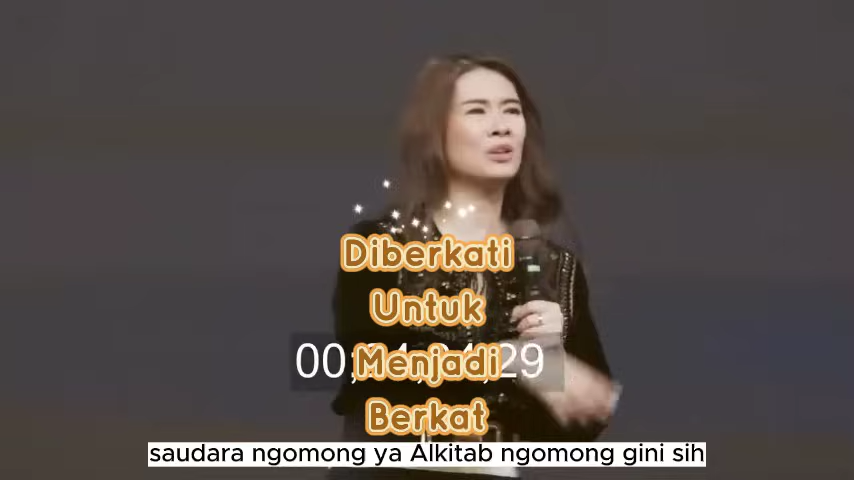 Diberkati
Untuk
Menjadi
Berkat
saudara ngomong ya Alkitab ngomong gini sih